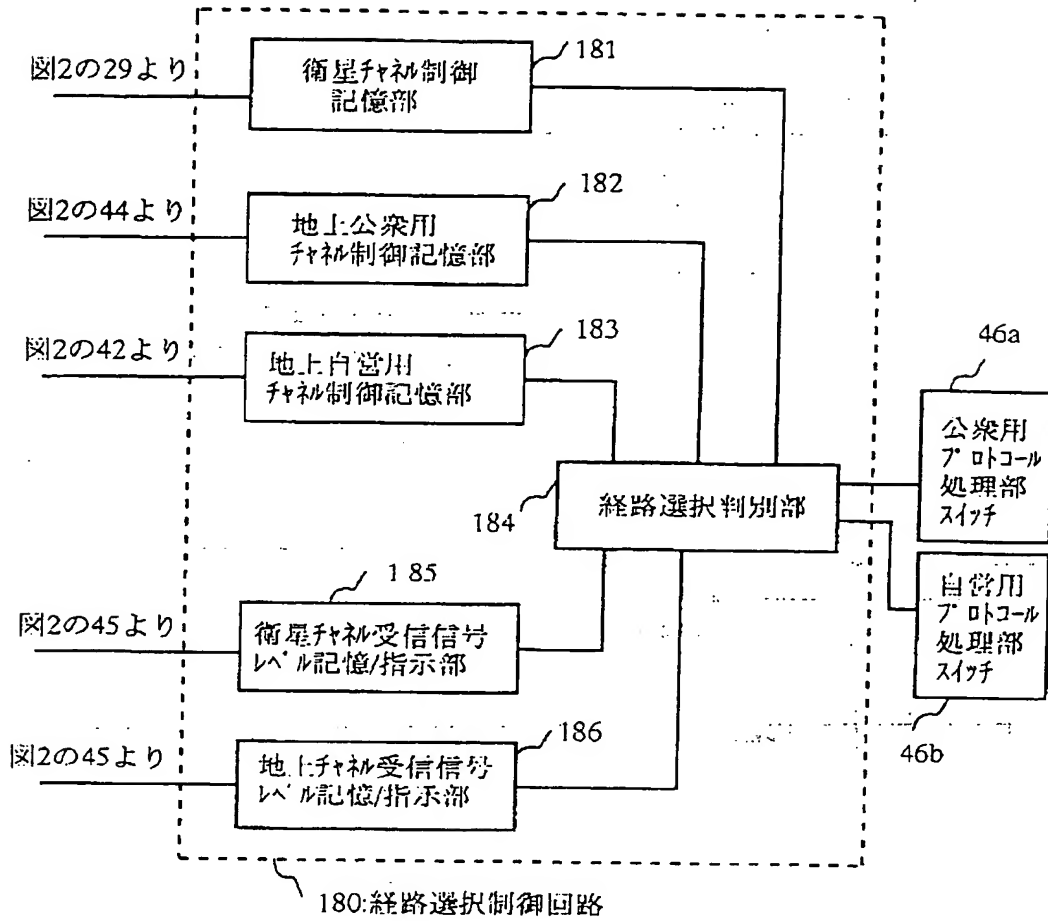 図2の29より
衛星チャネル制御
記憶部
181
図2の44より
地上公衆用
チャネル制御記憶部
182
図2の42より
地上自営用
チャネル制御記憶部
183
経路選択判別部
184
46a
公衆用
プロトコール
処理部
スイッチ
自営用
プロトコール
処理部
スイッチ
46b
図2の45より
衛星チャネル受信信号
レベル記憶/指示部
185
図2の45より
地上チャネル受信信号
レベル記憶/指示部
186
180:経路選択制御回路